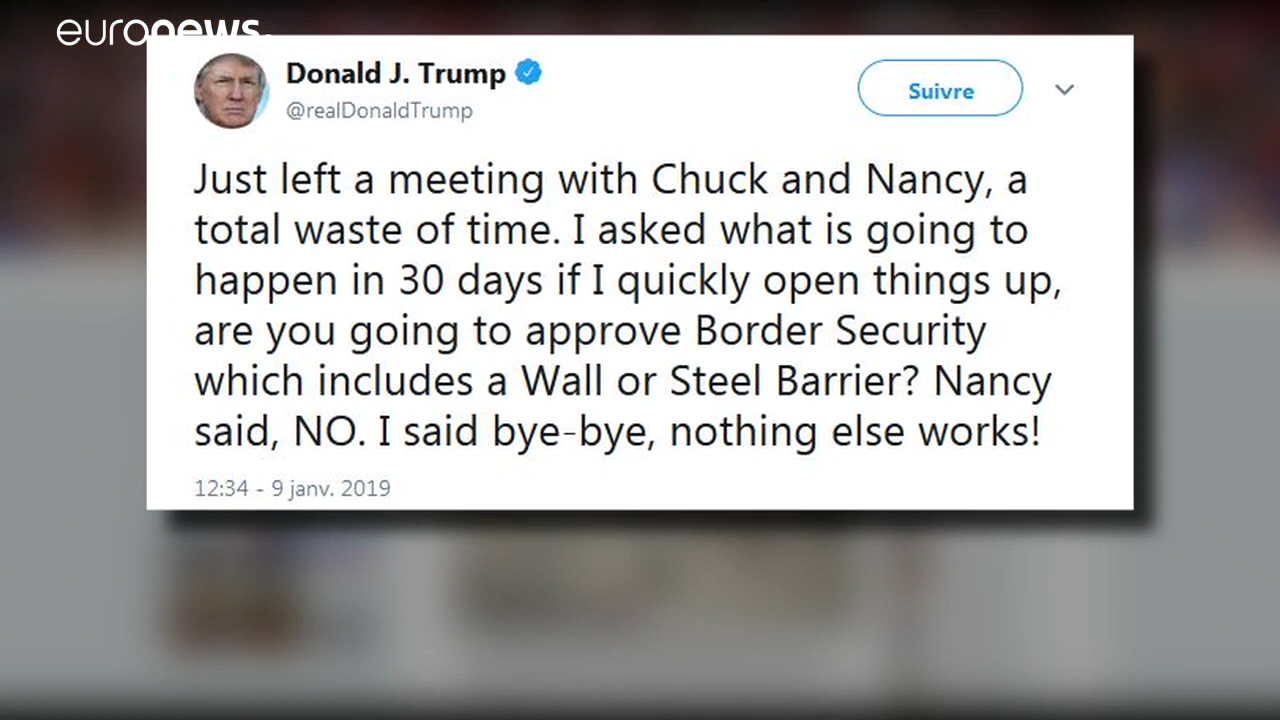 euronews.
Donald J. Trump
@realDonaldTrump
Suivre
Just left a meeting with Chuck and Nancy, a
total waste of time. I asked what is going to
happen in 30 days if I quickly open things up,
are you going to approve Border Security
which includes a Wall or Steel Barrier? Nancy
said, NO. I said bye-bye, nothing else works!
12:34 - 9 janv. 2019